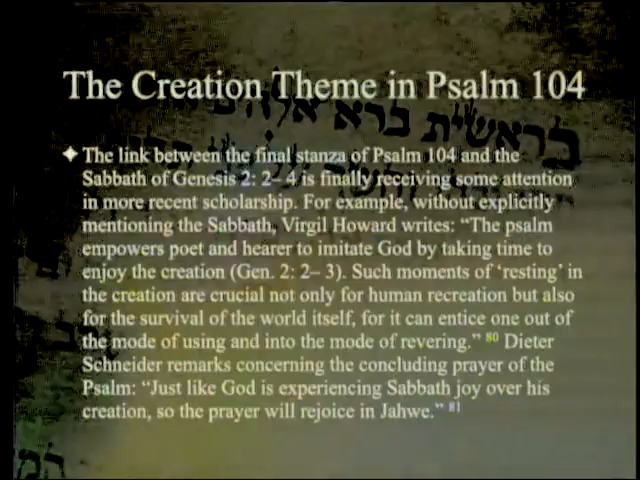 The Creation Theme in Psalm 104
בראשית ברא אלהים
The link between the final stanza of Psalm 104 and the
Sabbath of Genesis 2: 2– 4 is finally receiving some attention
in more recent scholarship. For example, without explicitly
mentioning the Sabbath, Virgil Howard writes: “The psalm
empowers poet and hearer to imitate God by taking time to
enjoy the creation (Gen. 2: 2– 3). Such moments of ‘resting’ in
the creation are crucial not only for human recreation but also
for the survival of the world itself, for it can entice one out of
the mode of using and into the mode of revering.” 80 Dieter
Schneider remarks concerning the concluding prayer of the
Psalm: “Just like God is experiencing Sabbath joy over his
creation, so the prayer will rejoice in Jahwe.” 81